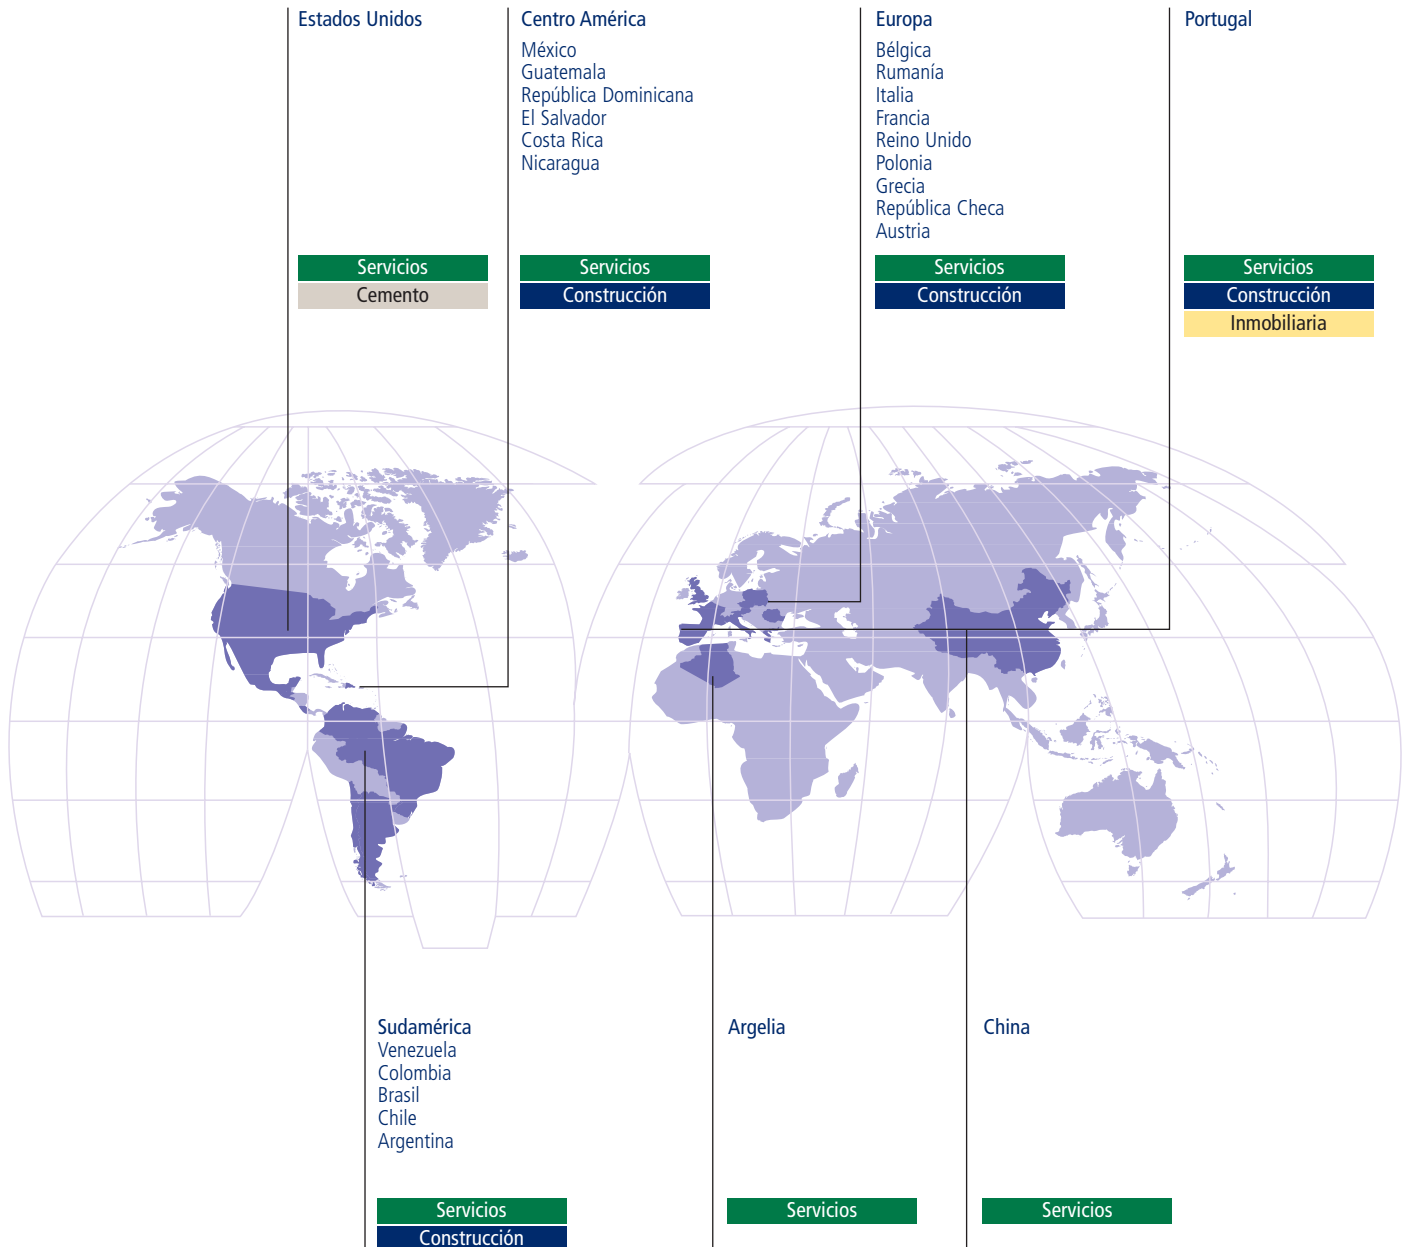 Estados Unidos
Servicios
Cemento
Centro América
México
Guatemala
República Dominicana
El Salvador
Costa Rica
Nicaragua
Servicios
Construcción
Europa
Bélgica
Rumanía
Italia
Francia
Reino Unido
Polonia
Grecia
República Checa
Austria
Servicios
Construcción
Portugal
Servicios
Construcción
Inmobiliaria
Sudamérica
Venezuela
Colombia
Brasil
Chile
Argentina
Servicios
Construcción
Argelia
Servicios
China
Servicios